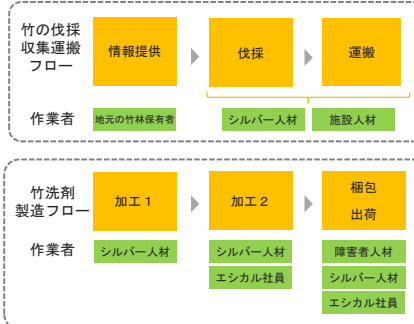 竹の伐採
収集運搬
フロー
情報提供
伐採
運搬
作業者
地元の竹林保有者
シルバー人材
施設人材
竹洗剤
製造フロー
加工1
加工2
梱包
出荷
作業者
シルバー人材
シルバー人材
障害者人材
エシカル社員
シルバー人材
エシカル社員